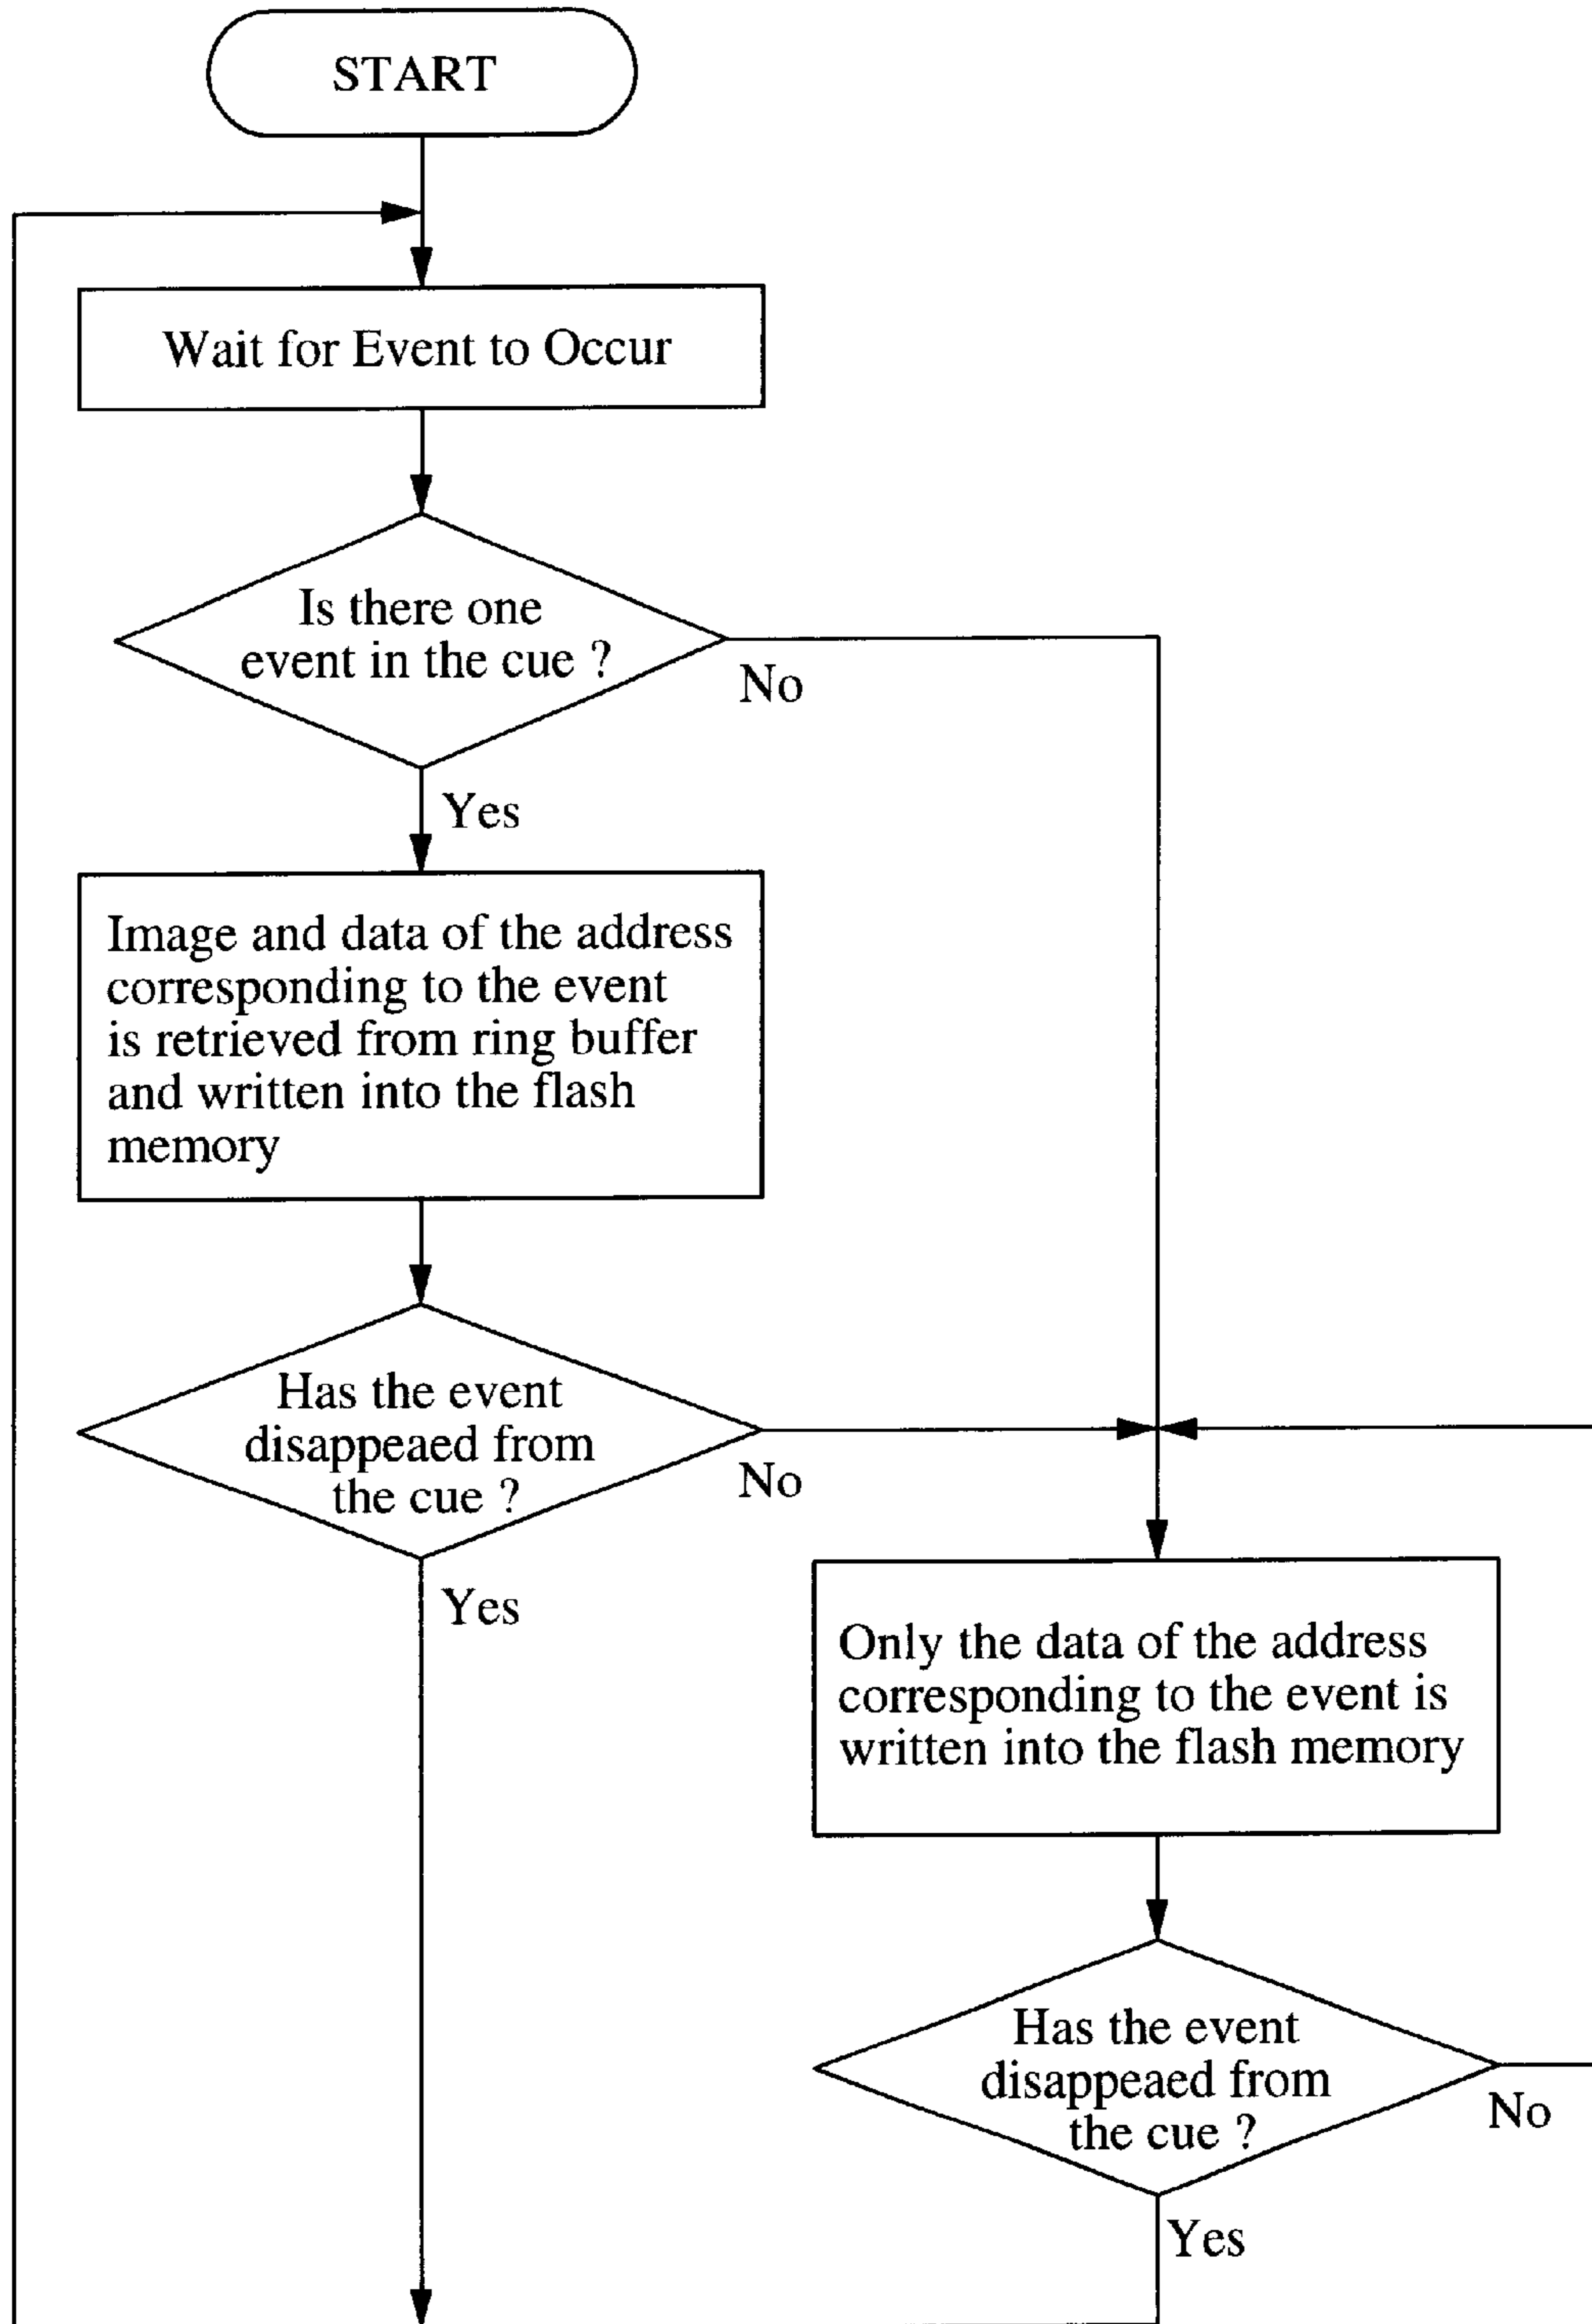 START
Wait for Event to Occur
Is there one
event in the cue ?
No
Yes
Image and data of the address
corresponding to the event
is retrieved from ring buffer
and written into the flash
memory
Has the event
disappeaed from
the cue ?
No
Yes
Only the data of the address
corresponding to the event is
written into the flash memory
Has the event
disappeaed from
the cue ?
No
Yes